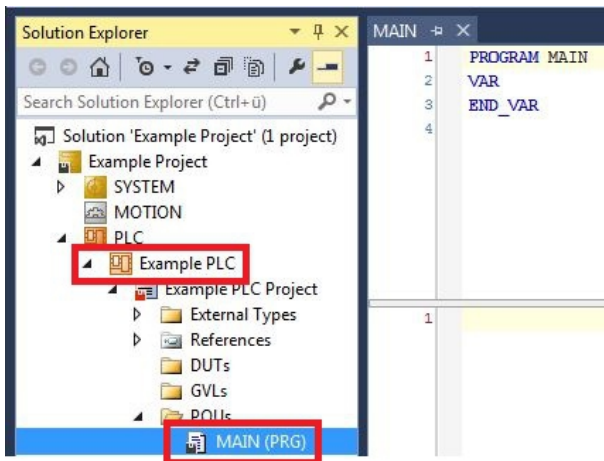 Solution Explorer
Search Solution Explorer (Ctrl+ü)
Solution 'Example Project' (1 project)
Example Project
SYSTEM
MOTION
PLC
Example PLC
Example PLC Project
External Types
References
DUTs
GVLs
POUs
MAIN (PRG)
MAIN
1 PROGRAM MAIN
2 VAR
3 END_VAR
4
1